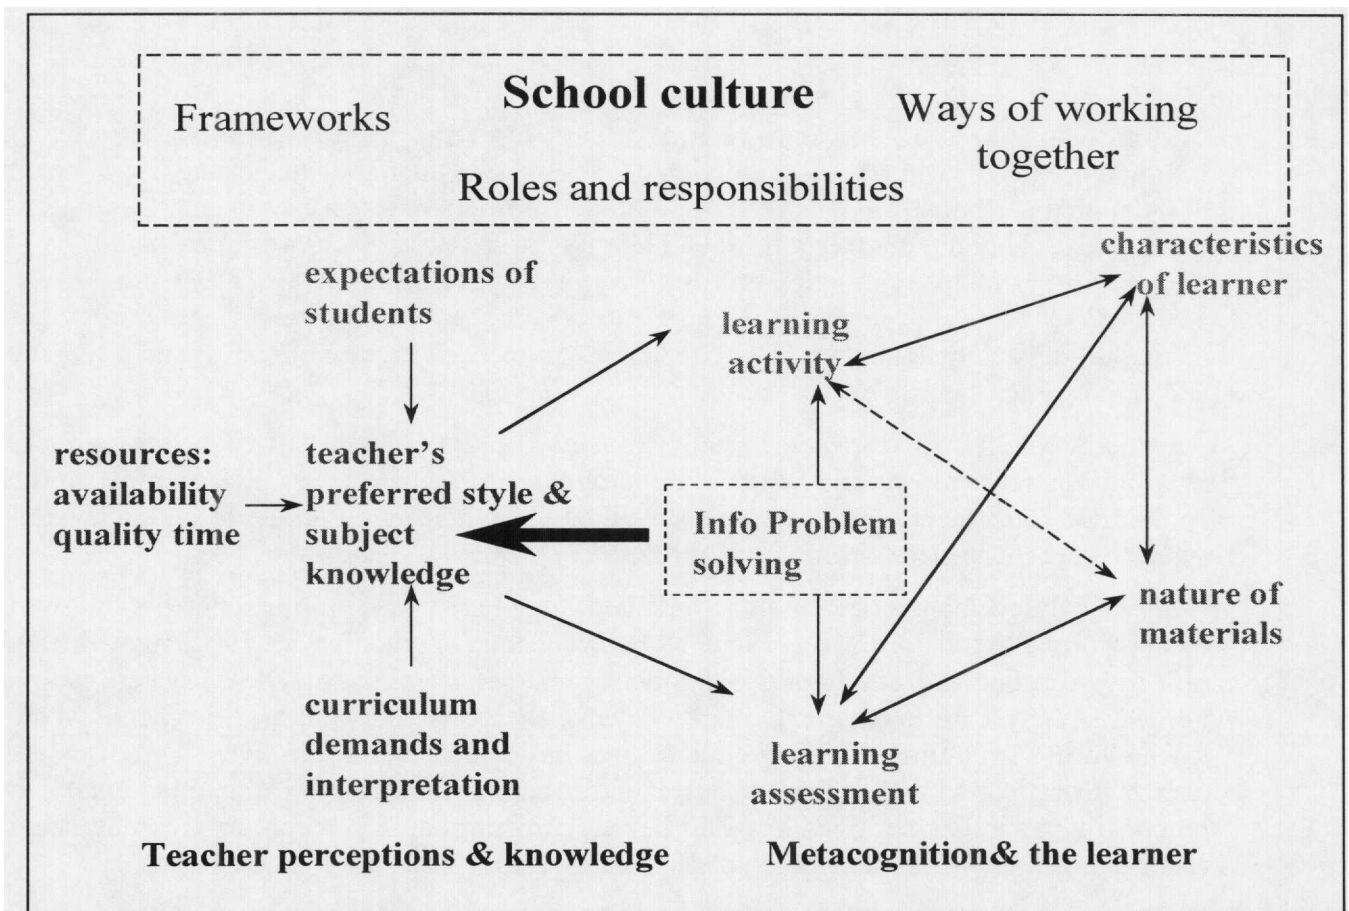 School culture
Frameworks
Ways of working
together
Roles and responsibilities
characteristics
of learner
expectations of
students
learning
activity
resources:
availability
quality time
teacher’s
preferred style &
subject
knowledge
Info Problem
solving
nature of
materials
curriculum
demands and
interpretation
learning
assessment
Teacher perceptions & knowledge
Metacognition& the learner